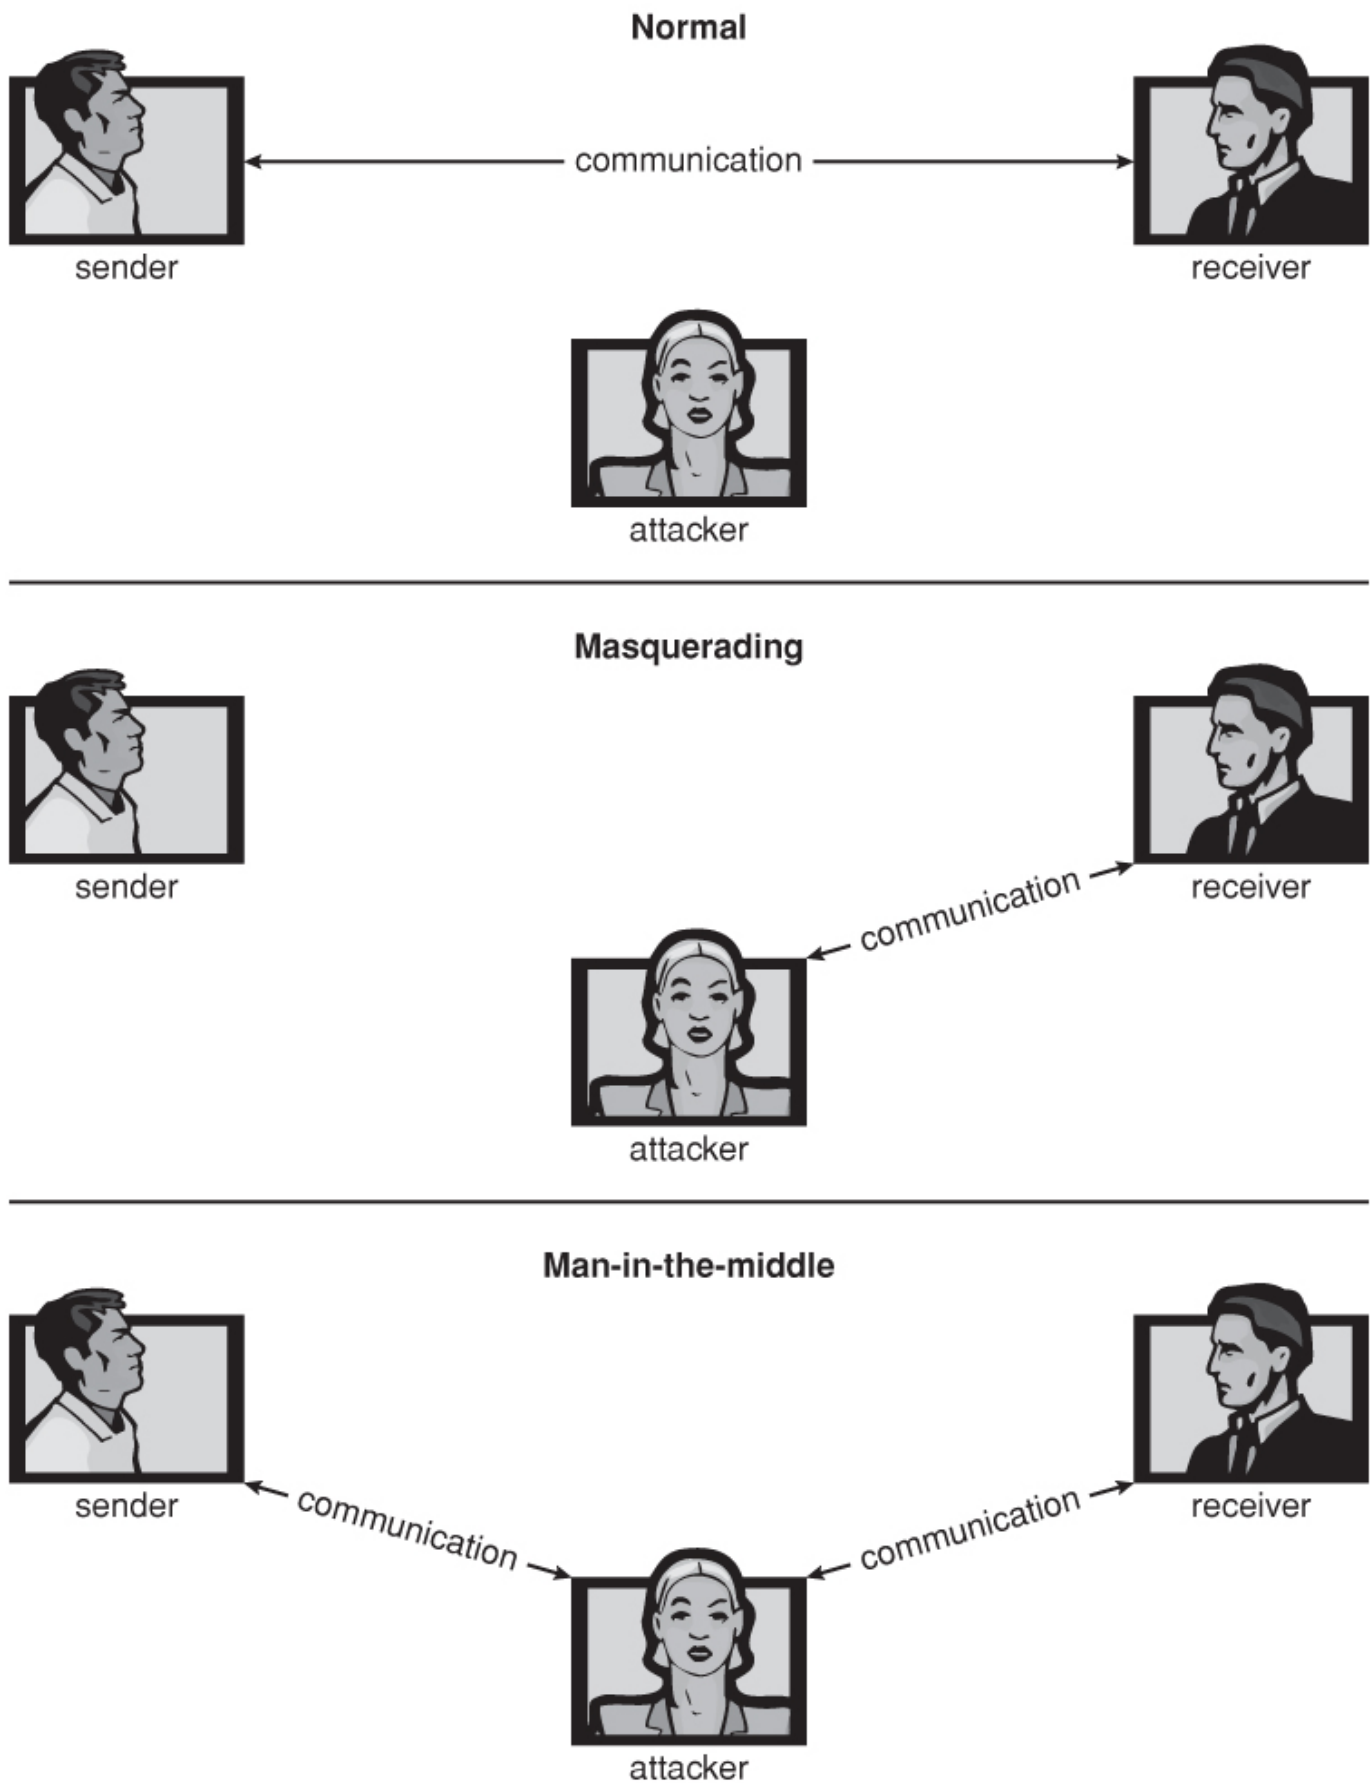 Normal
communication
sender
receiver
attacker
Masquerading
sender
receiver
communication
attacker
Man-in-the-middle
sender
receiver
communication
communication
attacker